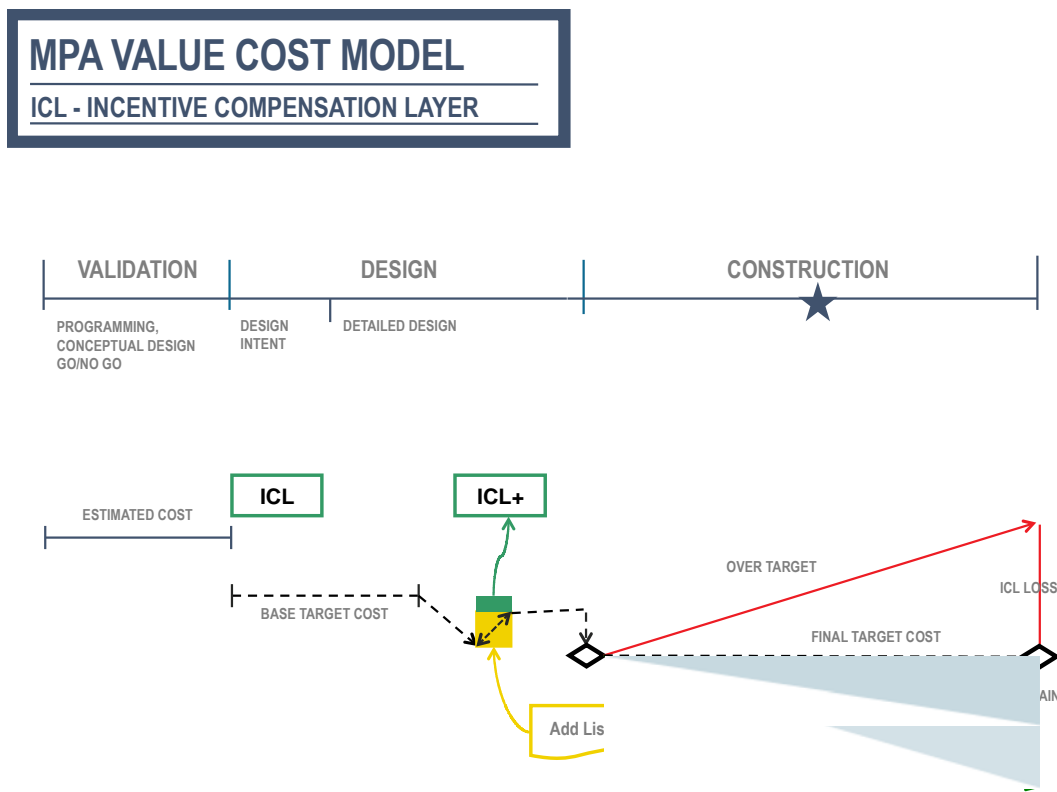 MPA VALUE COST MODEL
ICL - INCENTIVE COMPENSATION LAYER
VALIDATION
DESIGN
CONSTRUCTION
PROGRAMMING,
CONCEPTUAL DESIGN
GO/NO GO
DESIGN
INTENT
DETAILED DESIGN
ICL
ICL+
ESTIMATED COST
OVER TARGET
ICL LOSS
BASE TARGET COST
FINAL TARGET COST
Add Lis